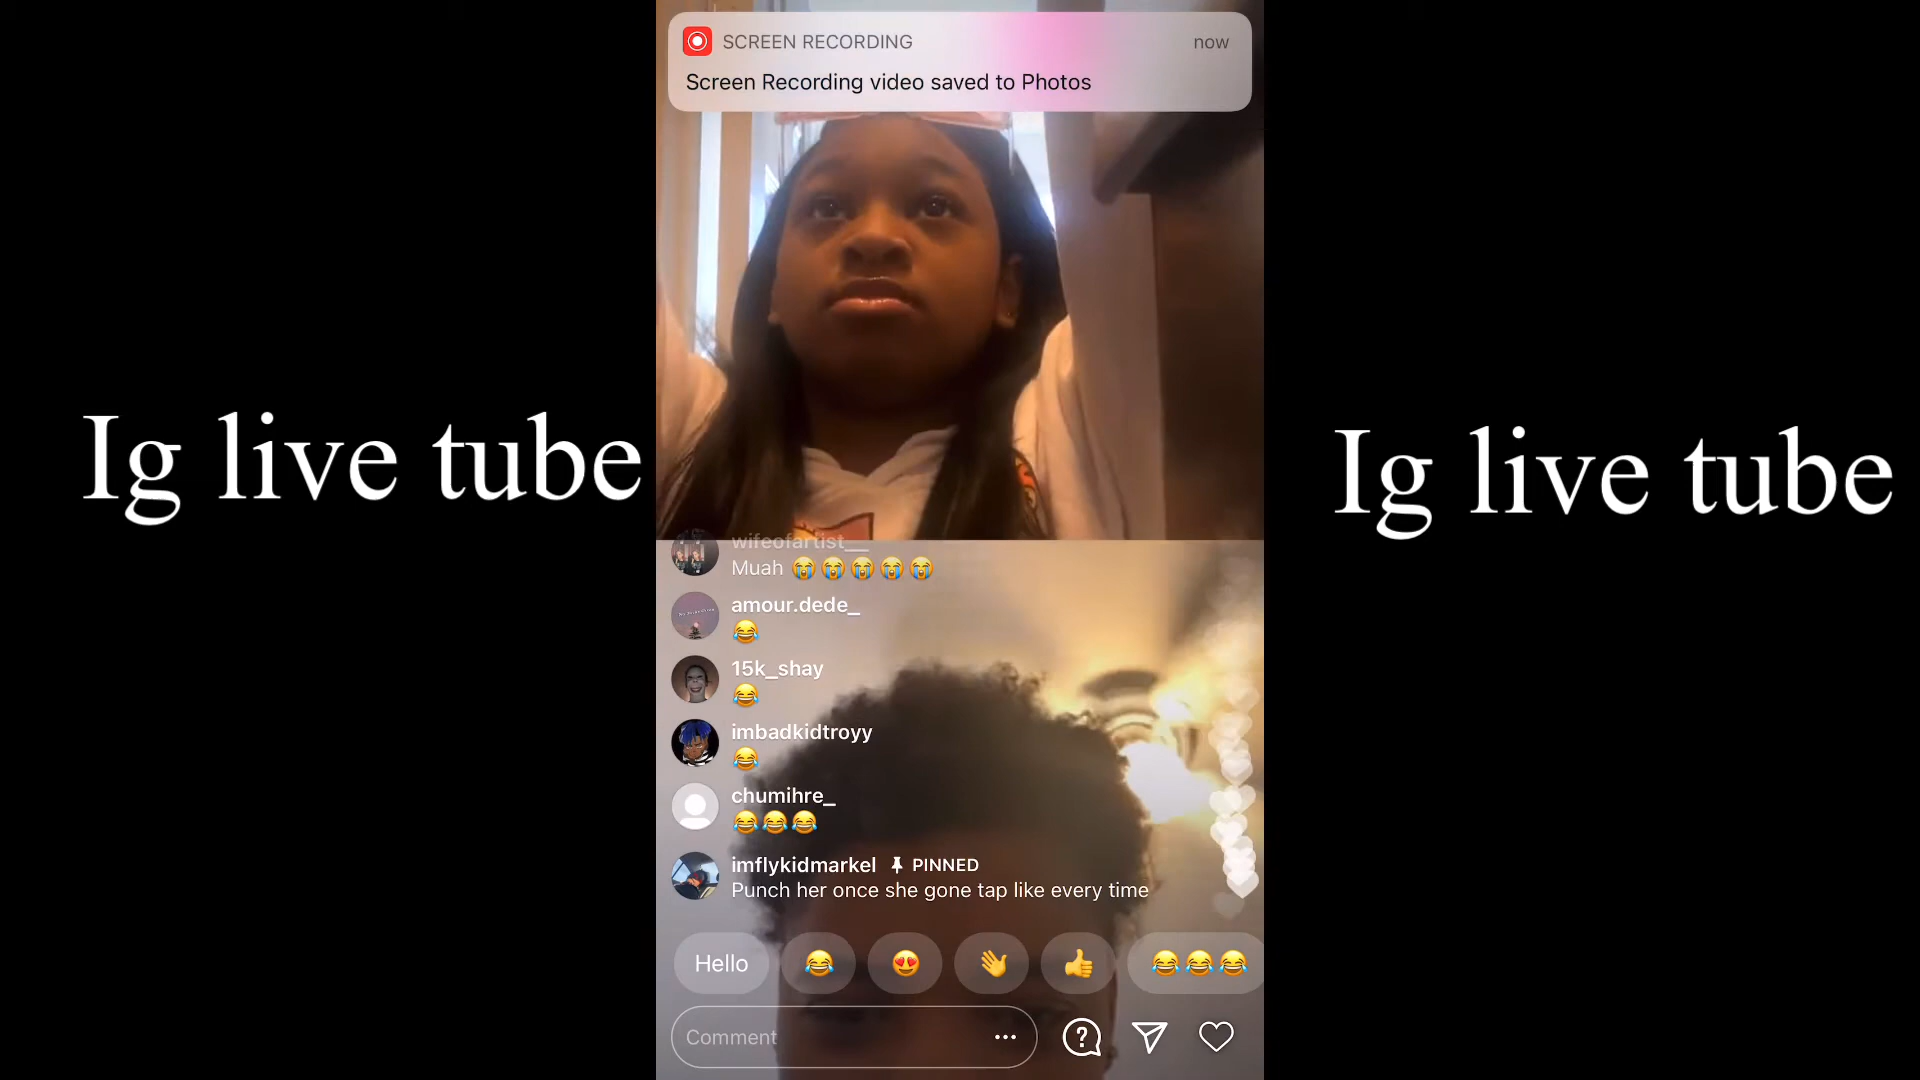 SCREEN RECORDING
now
Screen Recording video saved to Photos
Ig live tube
Ig live tube
wifeofartist__
Muah 😭😭😭😭😭
amour.dede_
😂
15k_shay
😂
imbadkidtroyy
😂
chumihre_
😂😂😂
imflykidmarkel PINNED
Punch her once she gone tap like every time
Hello 😂 😍 👋 👍 😂😂😂
Comment